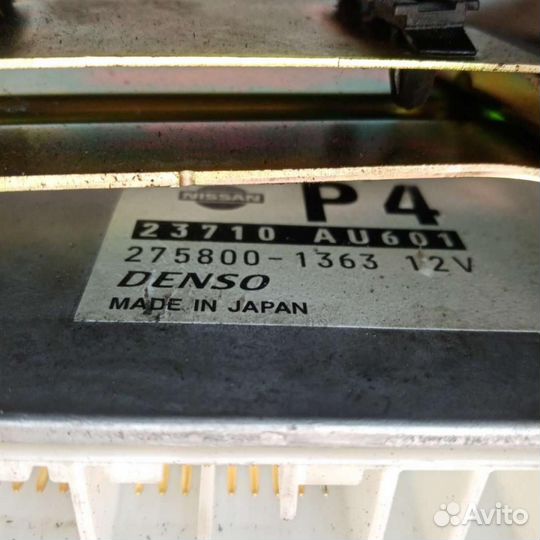 NISSAN P4
23710 AU601
275800-1363 12V
DENSO
MADE IN JAPAN
Avito